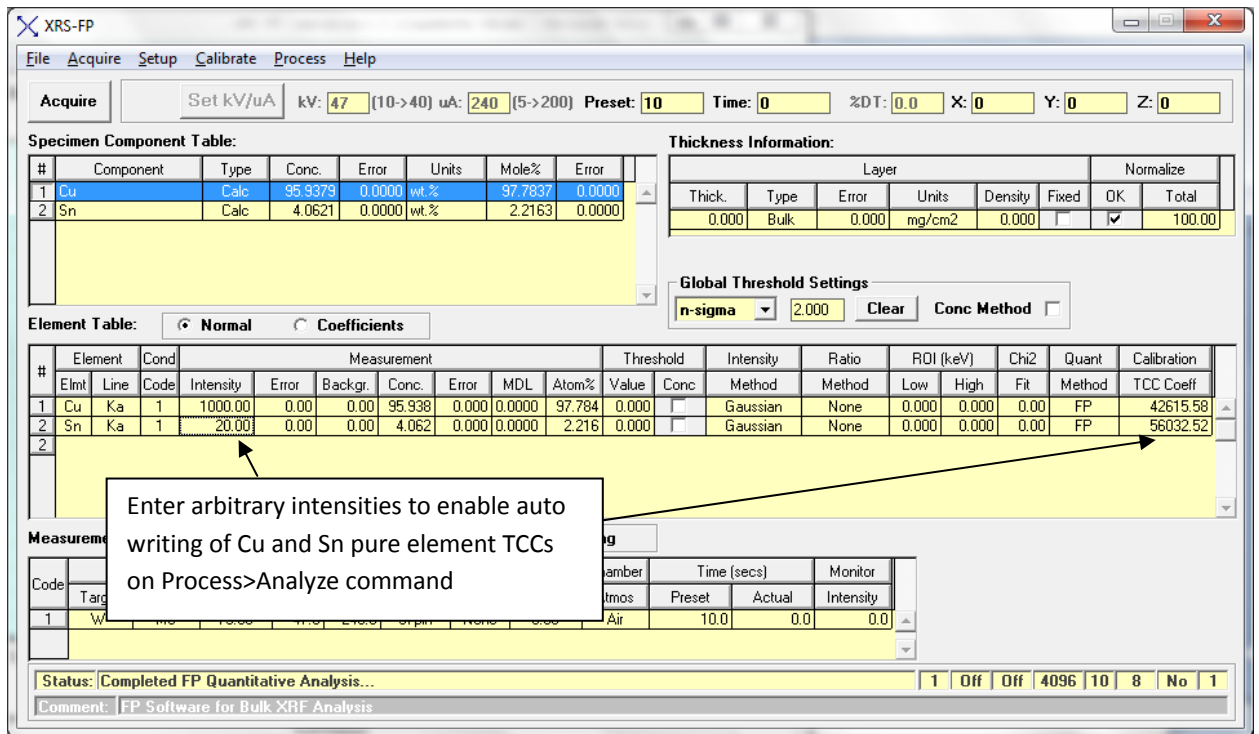 XRS-FP
File Acquire Setup Calibrate Process Help
Acquire Set kV/uA kV: 47 (10->40) uA: 240 (5->200) Preset: 10 Time: 0 %DT: 0.0 X: 0 Y: 0 Z: 0
Specimen Component Table:
# Component Type Conc. Error Units Mole% Error
1 Cu Calc 95.9379 0.0000 wt.% 97.7837 0.0000
2 Sn Calc 4.0621 0.0000 wt.% 2.2163 0.0000
Thickness Information:
Layer Normalize
Thick. Type Error Units Density Fixed OK Total
0.000 Bulk 0.000 mg/cm2 0.000 100.00
Global Threshold Settings
n-sigma 2.000 Clear Conc Method
Element Table: Normal Coefficients
# Element Cond Measurement Threshold Intensity Ratio ROI (keV) Chi2 Quant Calibration
Elmt Line Code Intensity Error Backgr. Conc. Error MDL Atom% Value Conc Method Method Low High Fit Method TCC Coeff
1 Cu Ka 1 1000.00 0.00 0.00 95.938 0.000 0.0000 97.784 0.000 Gaussian None 0.000 0.000 0.00 FP 42615.58
2 Sn Ka 1 20.00 0.00 0.00 4.062 0.000 0.0000 2.216 0.000 Gaussian None 0.000 0.000 0.00 FP 56032.52
2
Enter arbitrary intensities to enable auto
writing of Cu and Sn pure element TCCs
on Process>Analyze command
Code Time (secs) Monitor
Preset Actual Intensity
1 Air 10.0 0.0 0.0
Status: Completed FP Quantitative Analysis... 1 Off Off 4096 10 8 No 1
Comment: FP Software for Bulk XRF Analysis